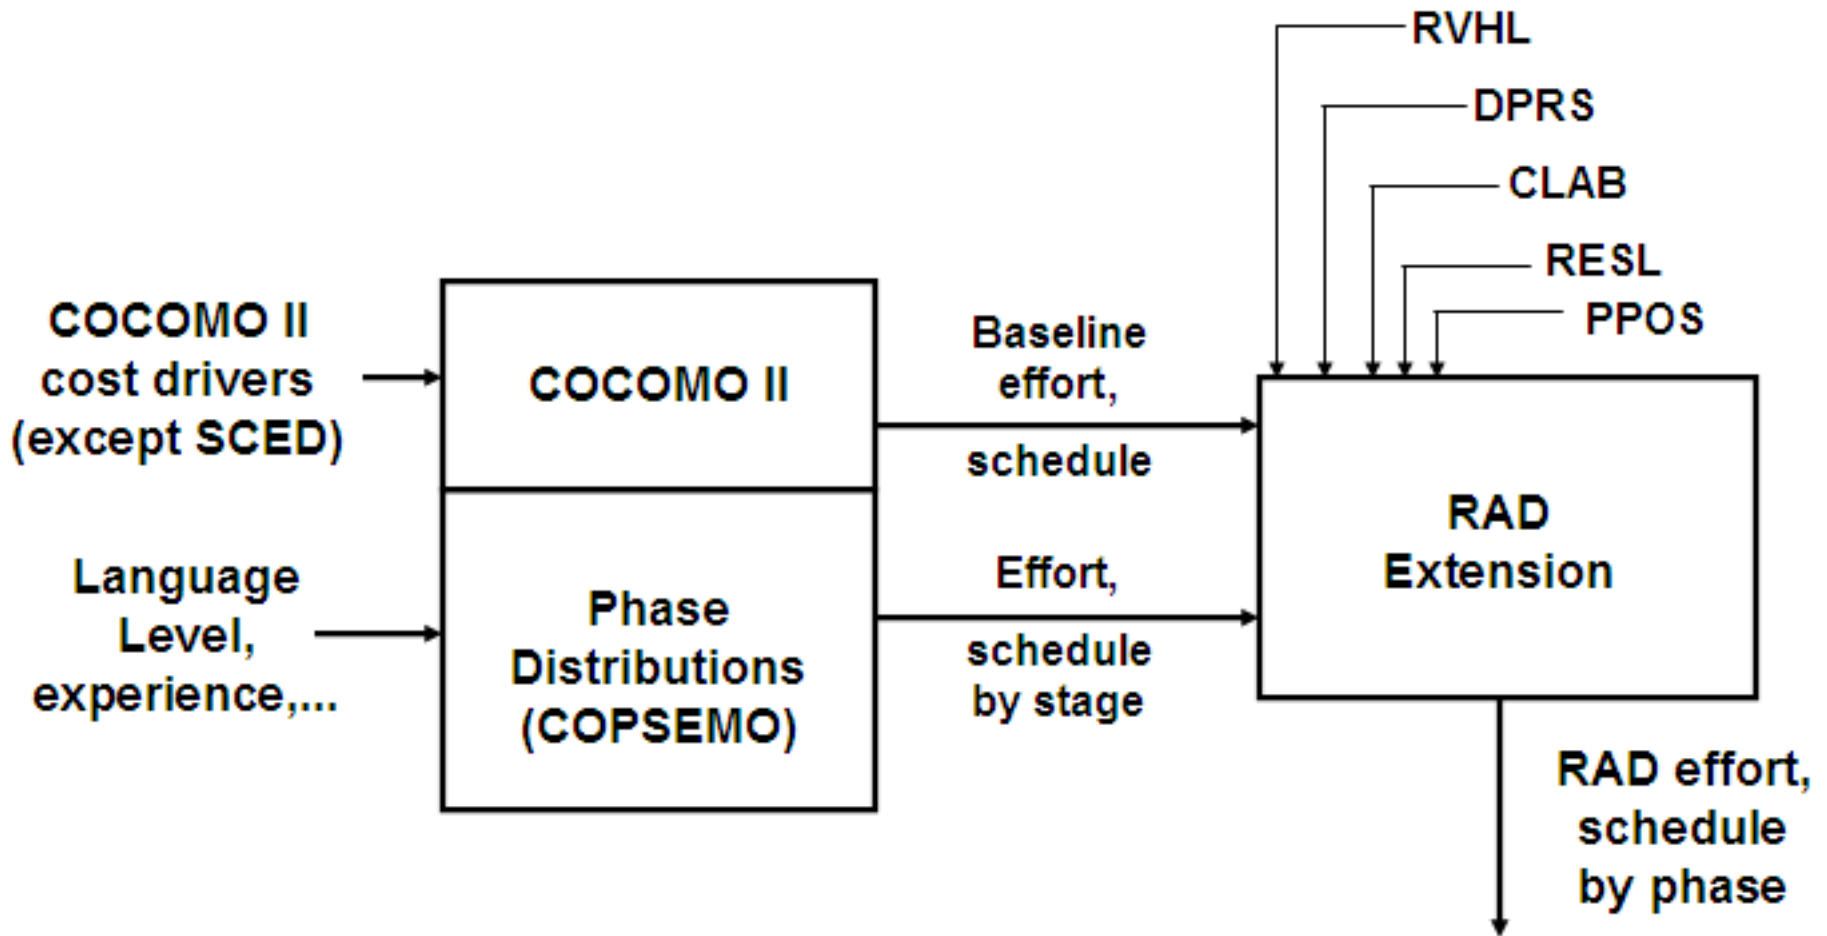 RVHL
DPRS
CLAB
RESL
PPOS
COCOMO II
cost drivers
(except SCED)
COCOMO II
Baseline
effort,
schedule
Language
Level,
experience,...
Phase
Distributions
(COPSEMO)
Effort,
schedule
by stage
RAD
Extension
RAD effort,
schedule
by phase